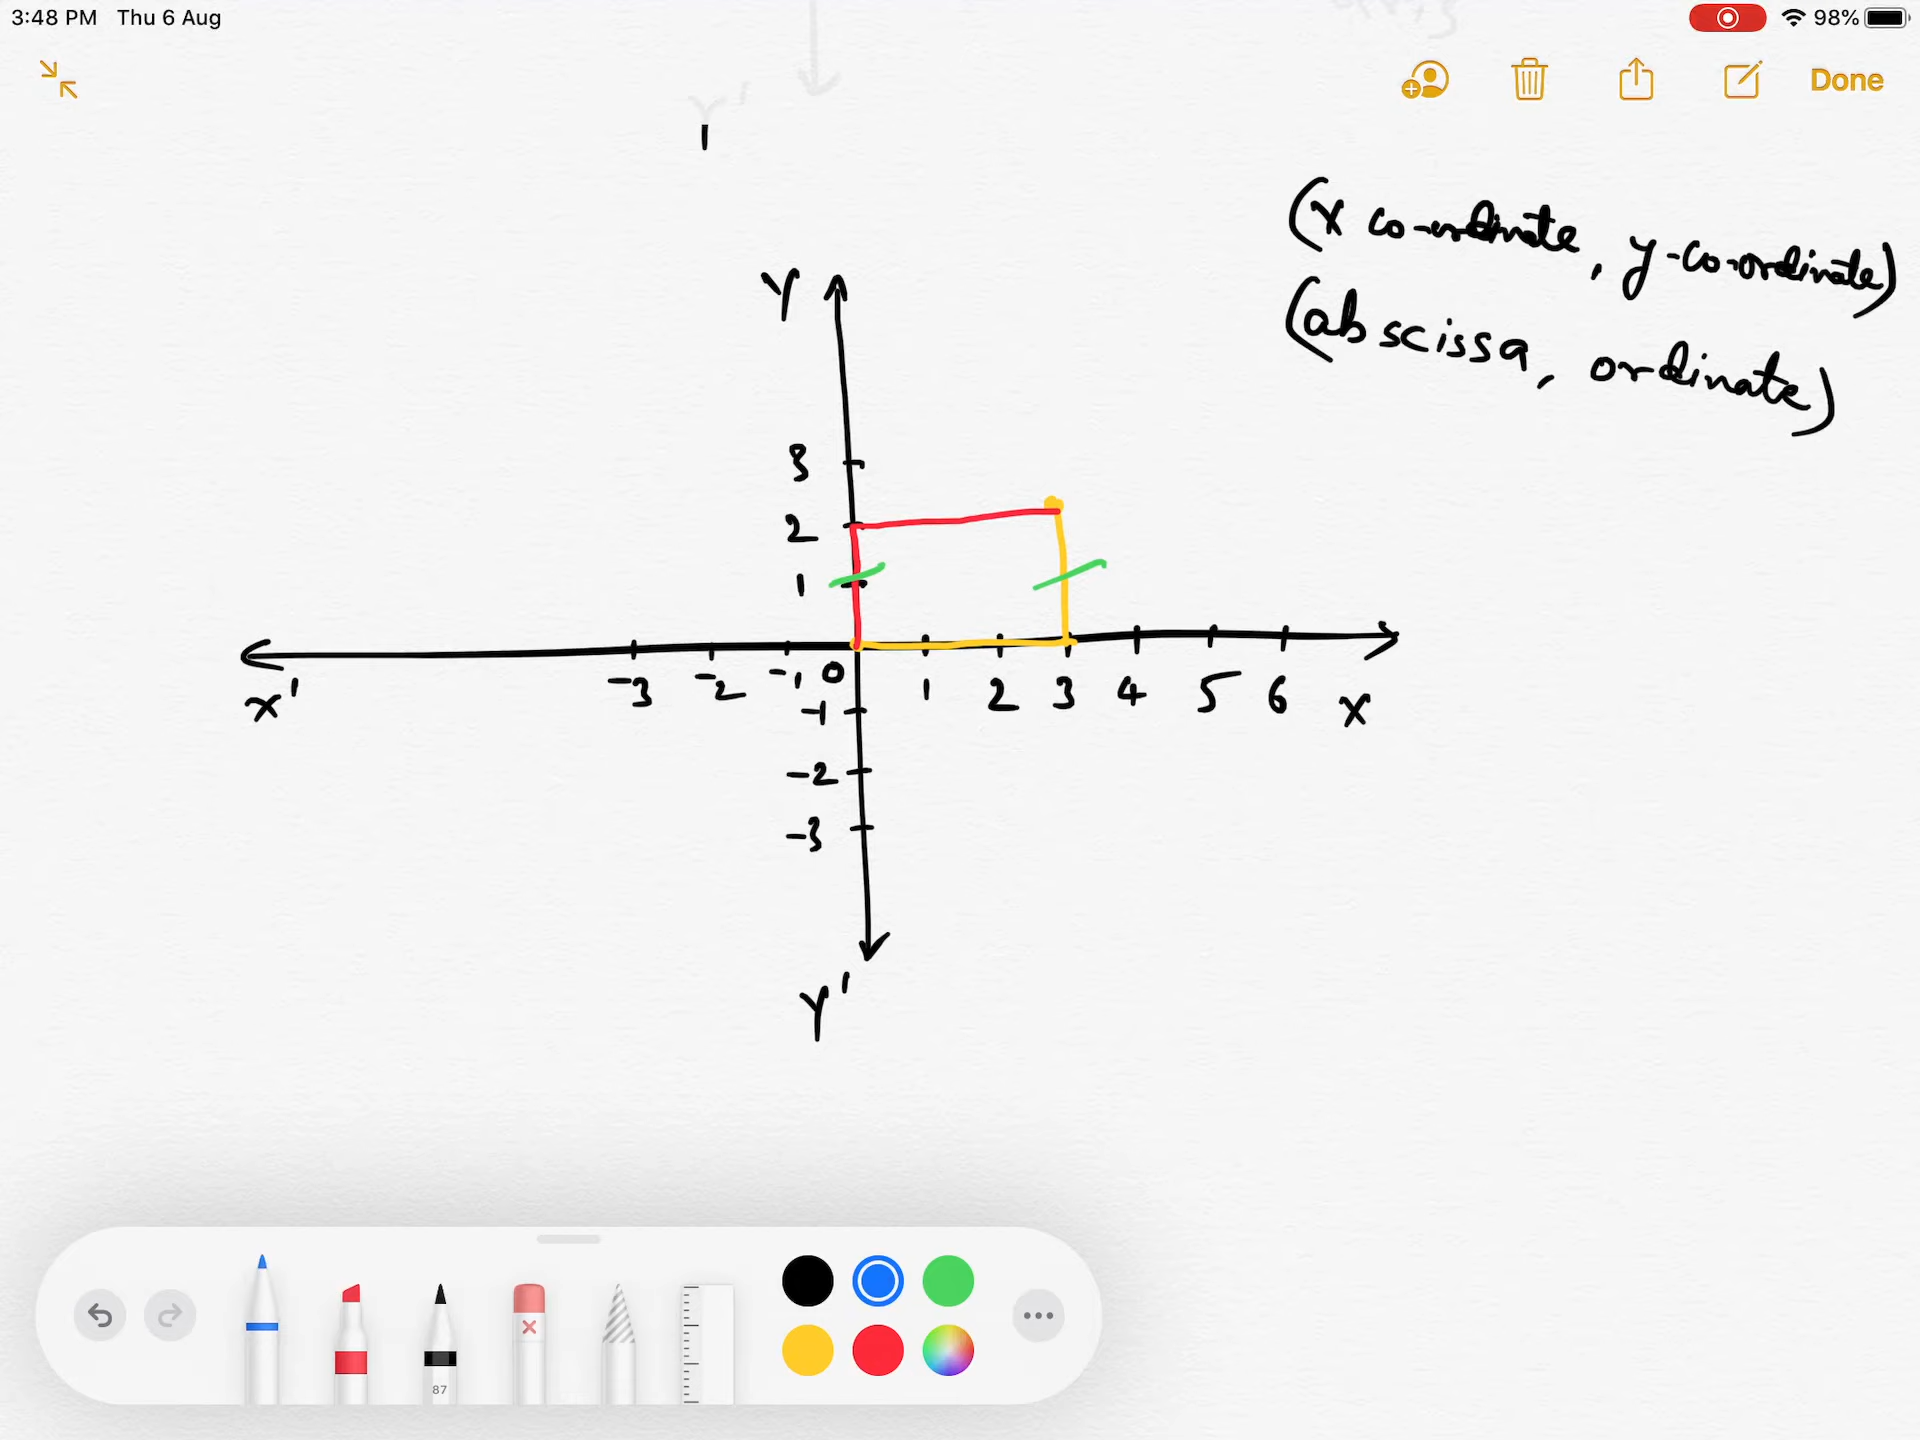 3:48 PM Thu 6 Aug 98%
Done
Y'
(x co-ordinate, y-co-ordinate)
(abscissa, ordinate)
Y
3
2
1
-3 -2 -1 0 1 2 3 4 5 6
x' x
-1
-2
-3
Y'
87